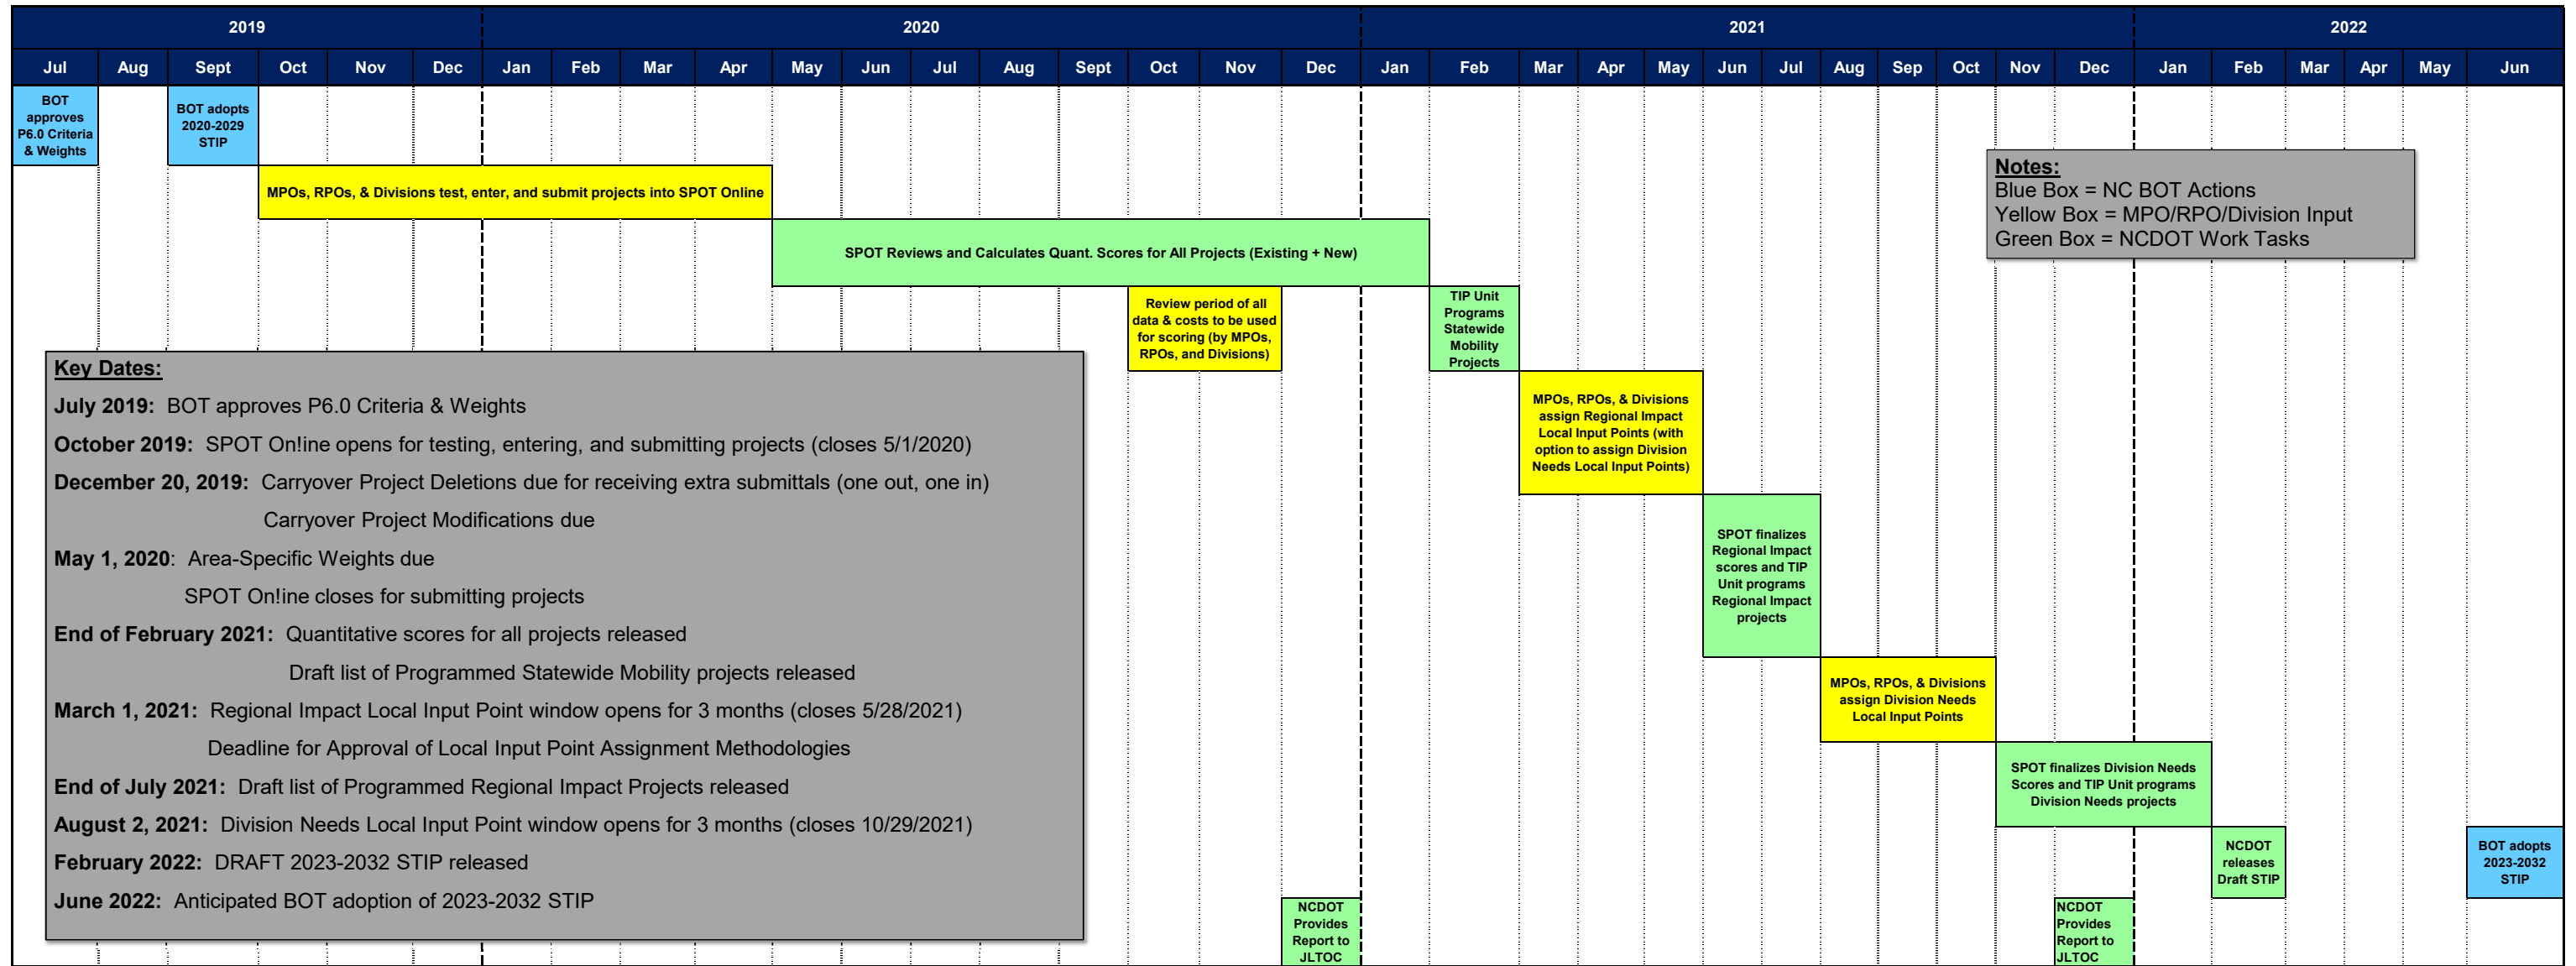 2019 2020 2021 2022
Jul Aug Sept Oct Nov Dec Jan Feb Mar Apr May Jun Jul Aug Sept Oct Nov Dec Jan Feb Mar Apr May Jun Jul Aug Sep Oct Nov Dec Jan Feb Mar Apr May Jun
BOT
approves
P6.0 Criteria
& Weights
BOT adopts
2020-2029
STIP
MPOs, RPOs, & Divisions test, enter, and submit projects into SPOT Online
SPOT Reviews and Calculates Quant. Scores for All Projects (Existing + New)
Notes:
Blue Box = NC BOT Actions
Yellow Box = MPO/RPO/Division Input
Green Box = NCDOT Work Tasks
Review period of all
data & costs to be used
for scoring (by MPOs,
RPOs, and Divisions)
TIP Unit
Programs
Statewide
Mobility
Projects
Key Dates:
July 2019: BOT approves P6.0 Criteria & Weights
October 2019: SPOT On!ine opens for testing, entering, and submitting projects (closes 5/1/2020)
December 20, 2019: Carryover Project Deletions due for receiving extra submittals (one out, one in)
Carryover Project Modifications due
May 1, 2020: Area-Specific Weights due
SPOT On!ine closes for submitting projects
End of February 2021: Quantitative scores for all projects released
Draft list of Programmed Statewide Mobility projects released
March 1, 2021: Regional Impact Local Input Point window opens for 3 months (closes 5/28/2021)
Deadline for Approval of Local Input Point Assignment Methodologies
End of July 2021: Draft list of Programmed Regional Impact Projects released
August 2, 2021: Division Needs Local Input Point window opens for 3 months (closes 10/29/2021)
February 2022: DRAFT 2023-2032 STIP released
June 2022: Anticipated BOT adoption of 2023-2032 STIP
MPOs, RPOs, & Divisions
assign Regional Impact
Local Input Points (with
option to assign Division
Needs Local Input Points)
SPOT finalizes
Regional Impact
scores and TIP
Unit programs
Regional Impact
projects
MPOs, RPOs, & Divisions
assign Division Needs
Local Input Points
SPOT finalizes Division Needs
Scores and TIP Unit programs
Division Needs projects
NCDOT
releases
Draft STIP
BOT adopts
2023-2032
STIP
NCDOT
Provides
Report to
JLTOC
NCDOT
Provides
Report to
JLTOC